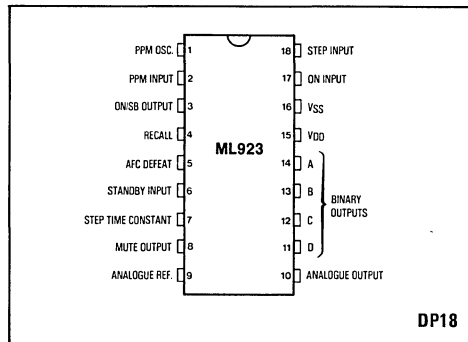 PPM OSC. 1 18 STEP INPUT
PPM INPUT 2 17 ON INPUT
ON/SB OUTPUT 3 16 VSS
RECALL 4 15 VDD
ML923
AFC DEFEAT 5 14 A
STANDBY INPUT 6 13 B
BINARY
OUTPUTS
STEP TIME CONSTANT 7 12 C
MUTE OUTPUT 8 11 D
ANALOGUE REF. 9 10 ANALOGUE OUTPUT
DP18